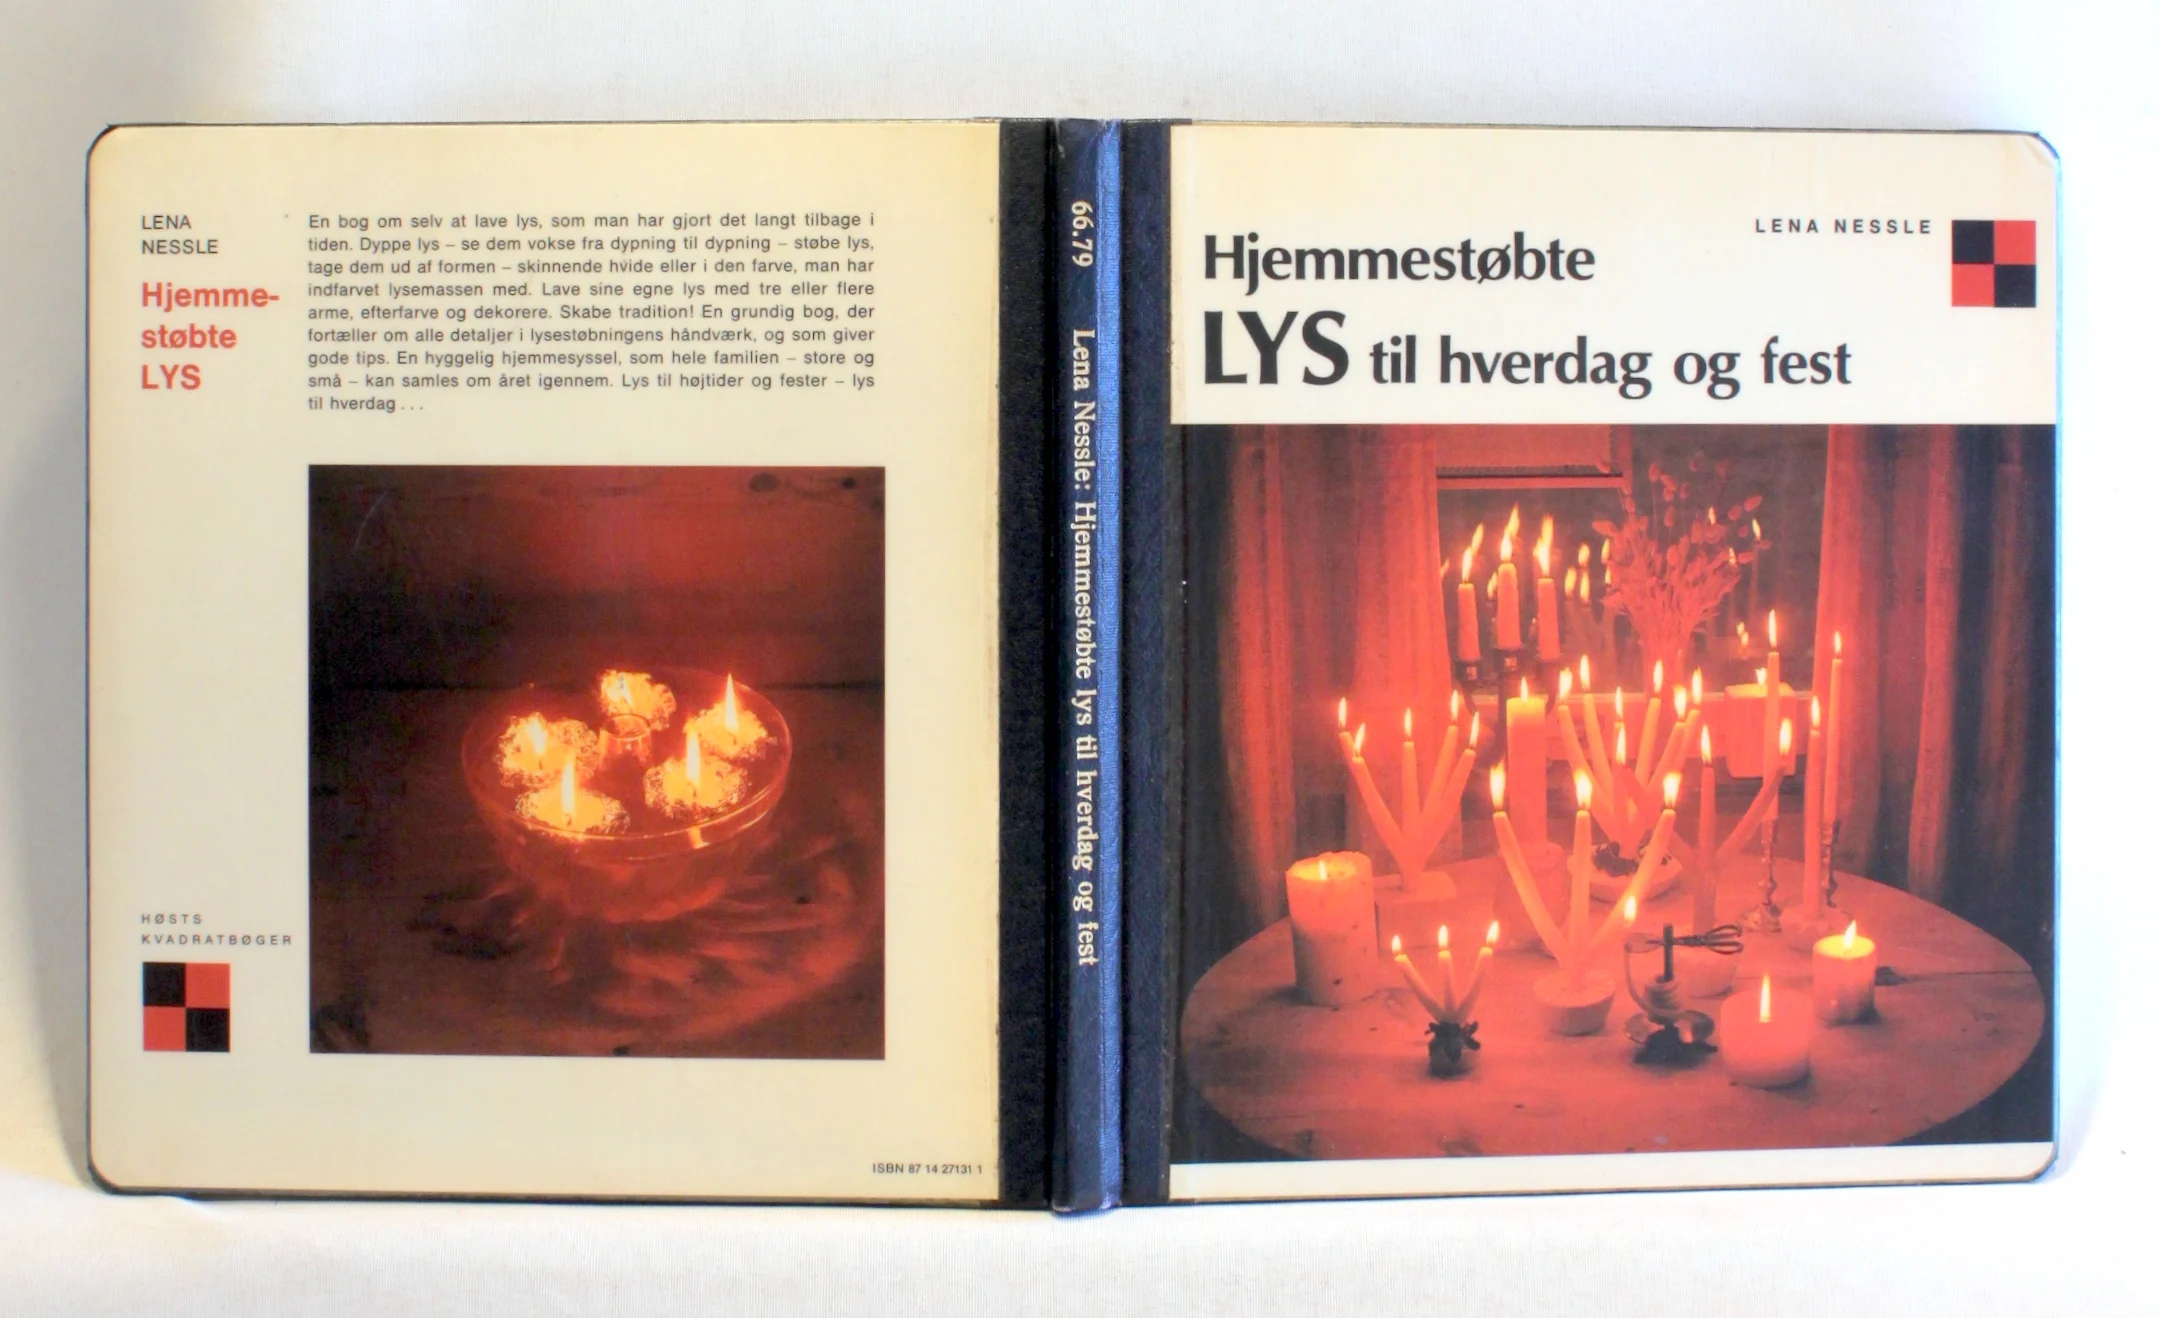 LENA
NESSLE
Hjemme-
støbte
LYS
En bog om selv at lave lys, som man har gjort det langt tilbage i
tiden. Dyppe lys – se dem vokse fra dypning til dypning – støbe lys,
tage dem ud af formen – skinnende hvide eller i den farve, man har
indfarvet lysemassen med. Lave sine egne lys med tre eller flere
arme, efterfarve og dekorere. Skabe tradition! En grundig bog, der
fortæller om alle detaljer i lysestøbningens håndværk, og som giver
gode tips. En hyggelig hjemmesyssel, som hele familien – store og
små – kan samles om året igennem. Lys til højtider og fester – lys
til hverdag . . .
HØSTS
KVADRATBØGER
ISBN 87 14 27131 1
66.79 Lena Nessle: Hjemmestøbte lys til hverdag og fest
LENA NESSLE
Hjemmestøbte
LYS til hverdag og fest